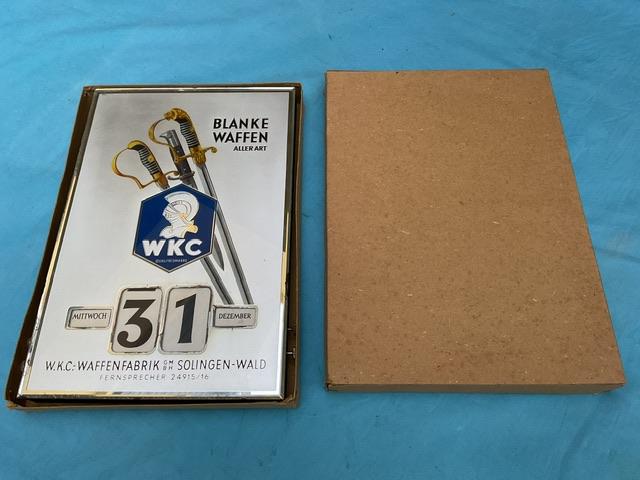 BLANKE
WAFFEN
ALLER ART
WKC
MITTWOCH
31
DEZEMBER
W.K.C.-WAFFENFABRIK G.M.B.H. SOLINGEN-WALD
FERNSPRECHER 24915/16